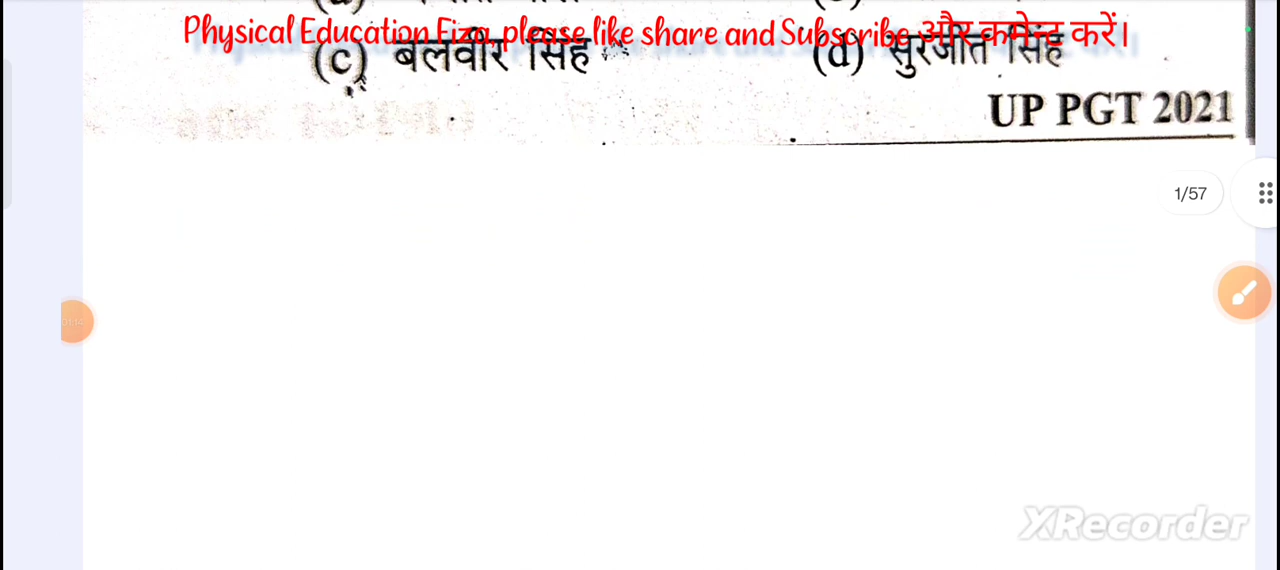 Physical Education Fiza, please like share and Subscribe और कमेन्ट करें।
(c) बलवीर सिंह (d) सुरजीत सिंह
UP PGT 2021
1/57
XRecorder